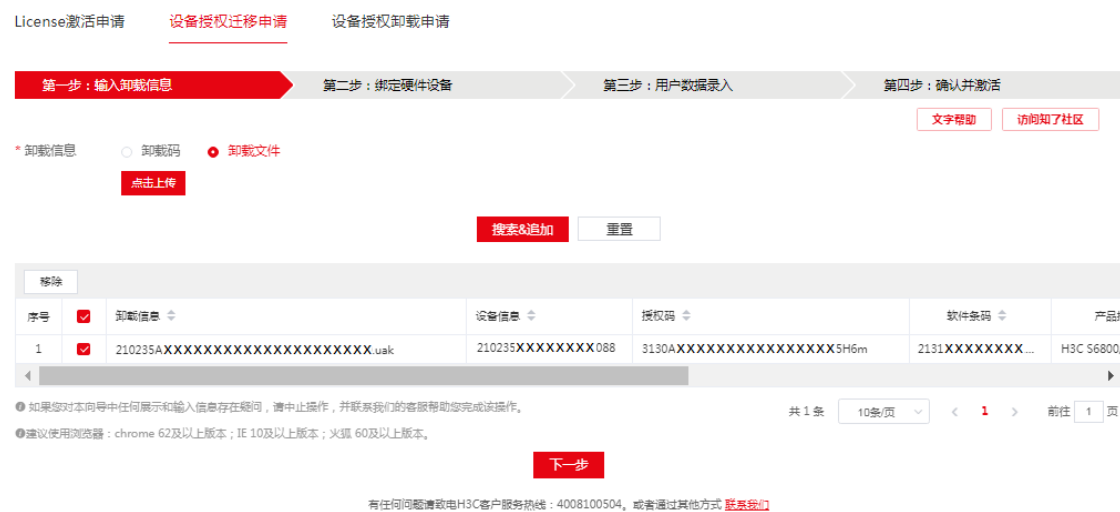 License激活申请 设备授权迁移申请 设备授权卸载申请
第一步：输入卸载信息 第二步：绑定硬件设备 第三步：用户数据录入 第四步：确认并激活
文字帮助 访问知了社区
* 卸载信息 卸载码 卸载文件
点击上传
搜索&追加 重置
移除
序号 卸载信息 设备信息 授权码 软件条码 产品
1 210235AXXXXXXXXXXXXXXXXXXXXX.uak 210235XXXXXXXX088 3130AXXXXXXXXXXXXXXXX5H6m 2131XXXXXXXX... H3C S6800
如果您对本向导中任何展示和输入信息存在疑问，请中止操作，并联系我们的客服帮助您完成该操作。
共 1 条 10条/页 1 前往 1 页
建议使用浏览器：chrome 62及以上版本；IE 10及以上版本；火狐 60及以上版本。
下一步
有任何问题请致电H3C客户服务热线：4008100504。或者通过其他方式 联系我们